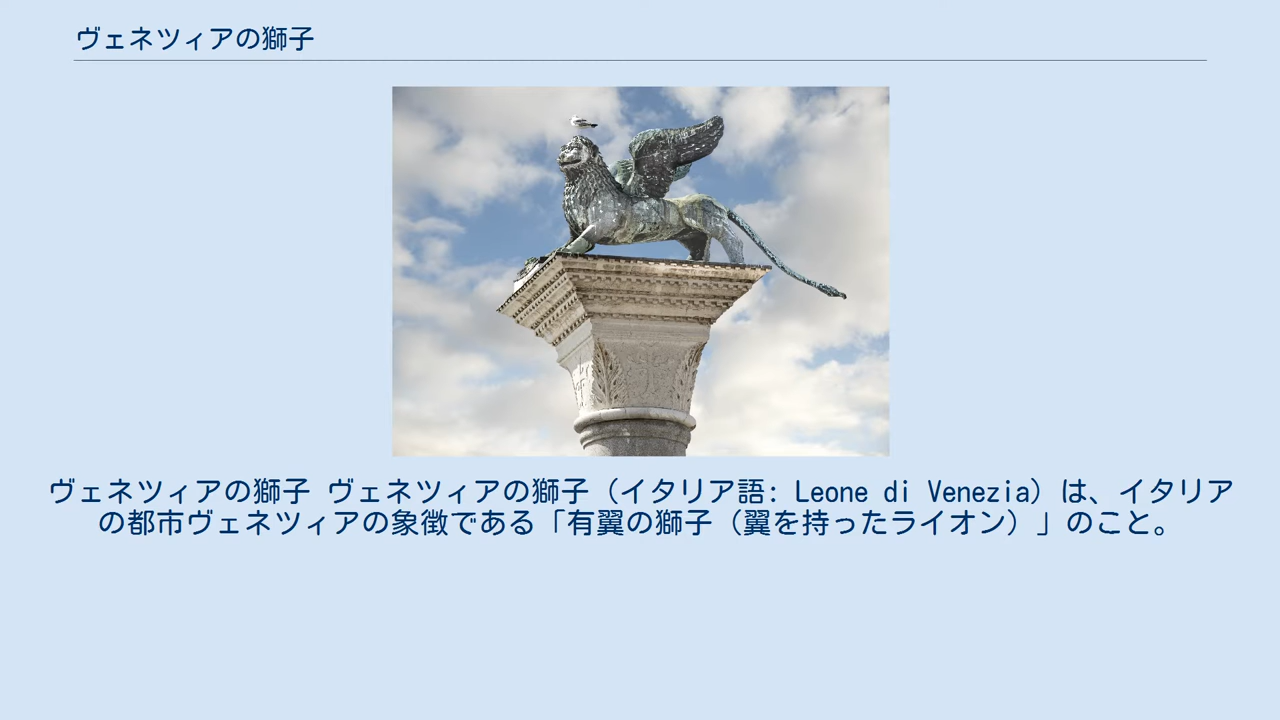 ヴェネツィアの獅子
ヴェネツィアの獅子 ヴェネツィアの獅子（イタリア語: Leone di Venezia）は、イタリア
の都市ヴェネツィアの象徴である「有翼の獅子（翼を持ったライオン）」のこと。